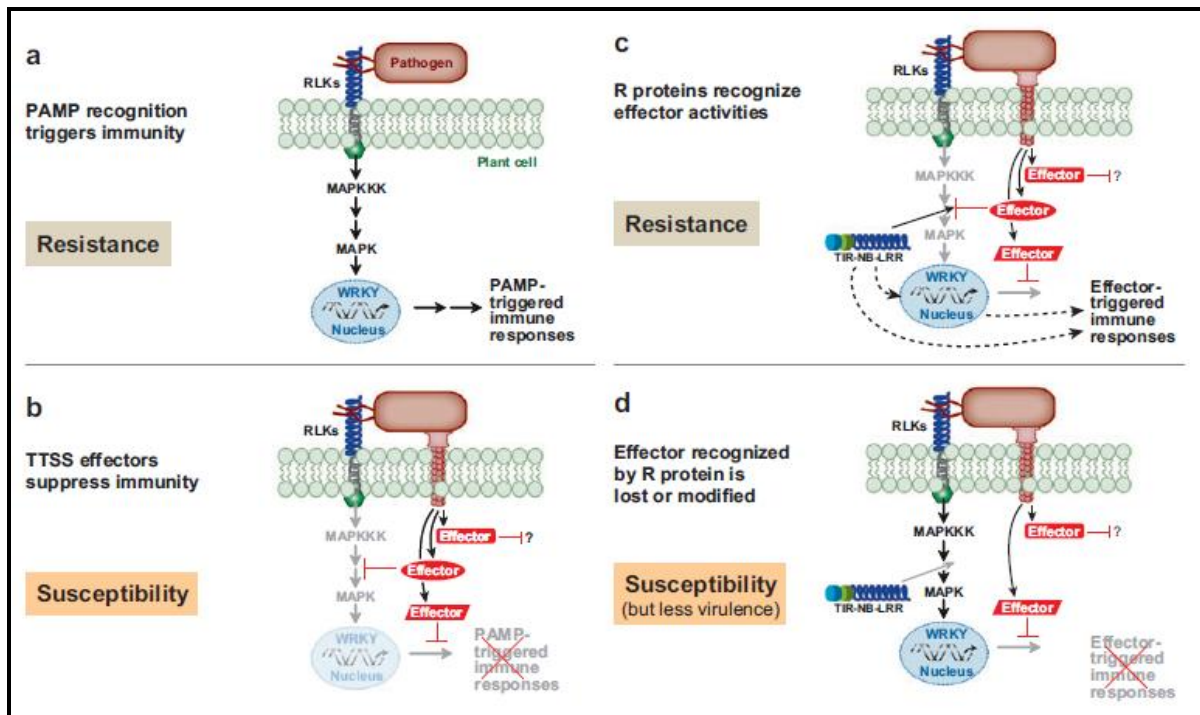 a
PAMP recognition
triggers immunity
Resistance
RLKs
Pathogen
Plant cell
MAPKKK
MAPK
WRKY
Nucleus
PAMP-
triggered
immune
responses
b
TTSS effectors
suppress immunity
Susceptibility
RLKs
MAPKKK
Effector
?
Effector
MAPK
Effector
WRKY
Nucleus
PAMP-
triggered
immune
responses
c
R proteins recognize
effector activities
Resistance
RLKs
MAPKKK
Effector
?
Effector
MAPK
TIR-NB-LRR
Effector
WRKY
Nucleus
Effector-
triggered
immune
responses
d
Effector recognized
by R protein is
lost or modified
Susceptibility
(but less virulence)
RLKs
MAPKKK
Effector
?
MAPK
TIR-NB-LRR
Effector
WRKY
Nucleus
Effector-
triggered
immune
responses